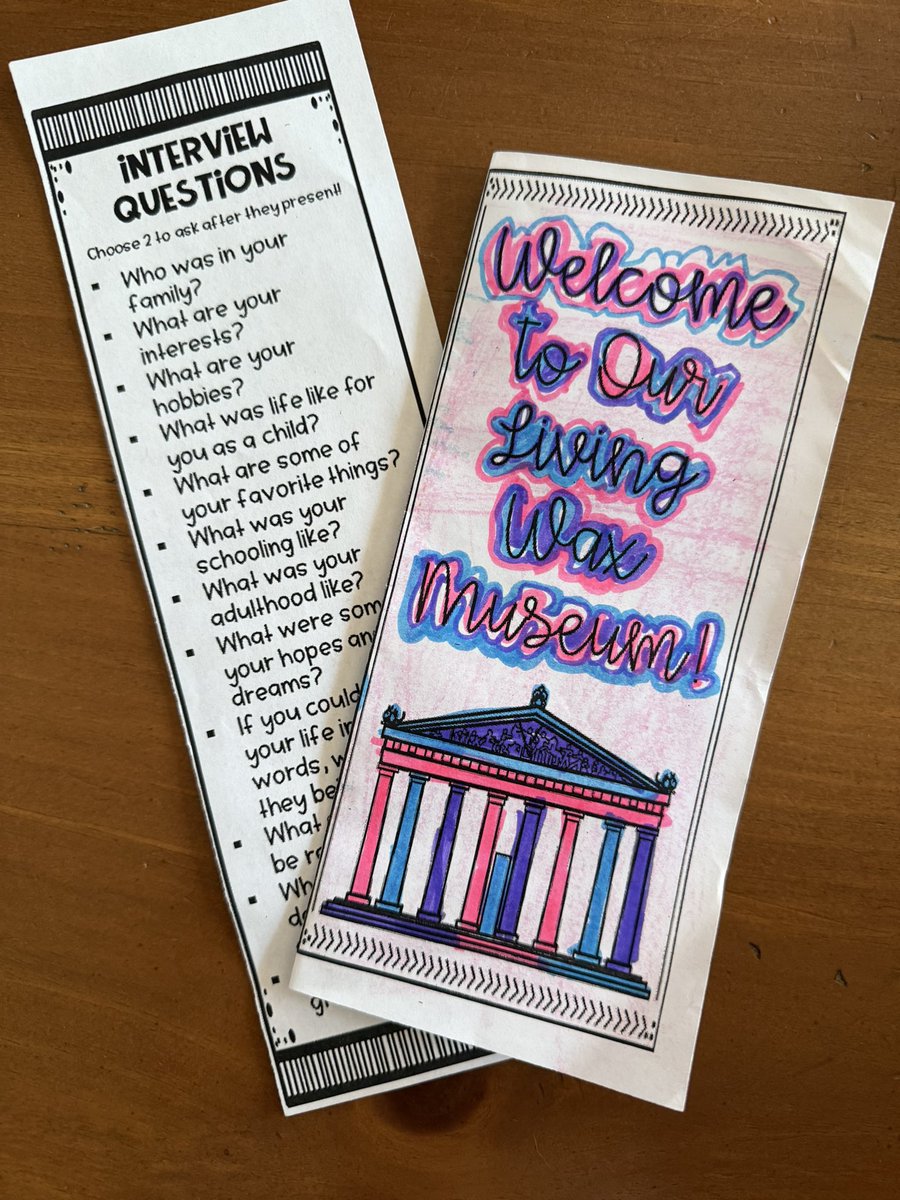 INTERVIEW
QUESTIONS
Choose 2 to ask after they present!
Who was in your
family?
What are your
interests?
What are your
hobbies?
What was life like for
you as a child?
What are some of
your favorite things?
What was your
schooling like?
What was your
adulthood like?
What were
your hopes
dreams?
If you could
your life
words,
they
What
be
Welcome
to Our
Living
Wax
Museum!